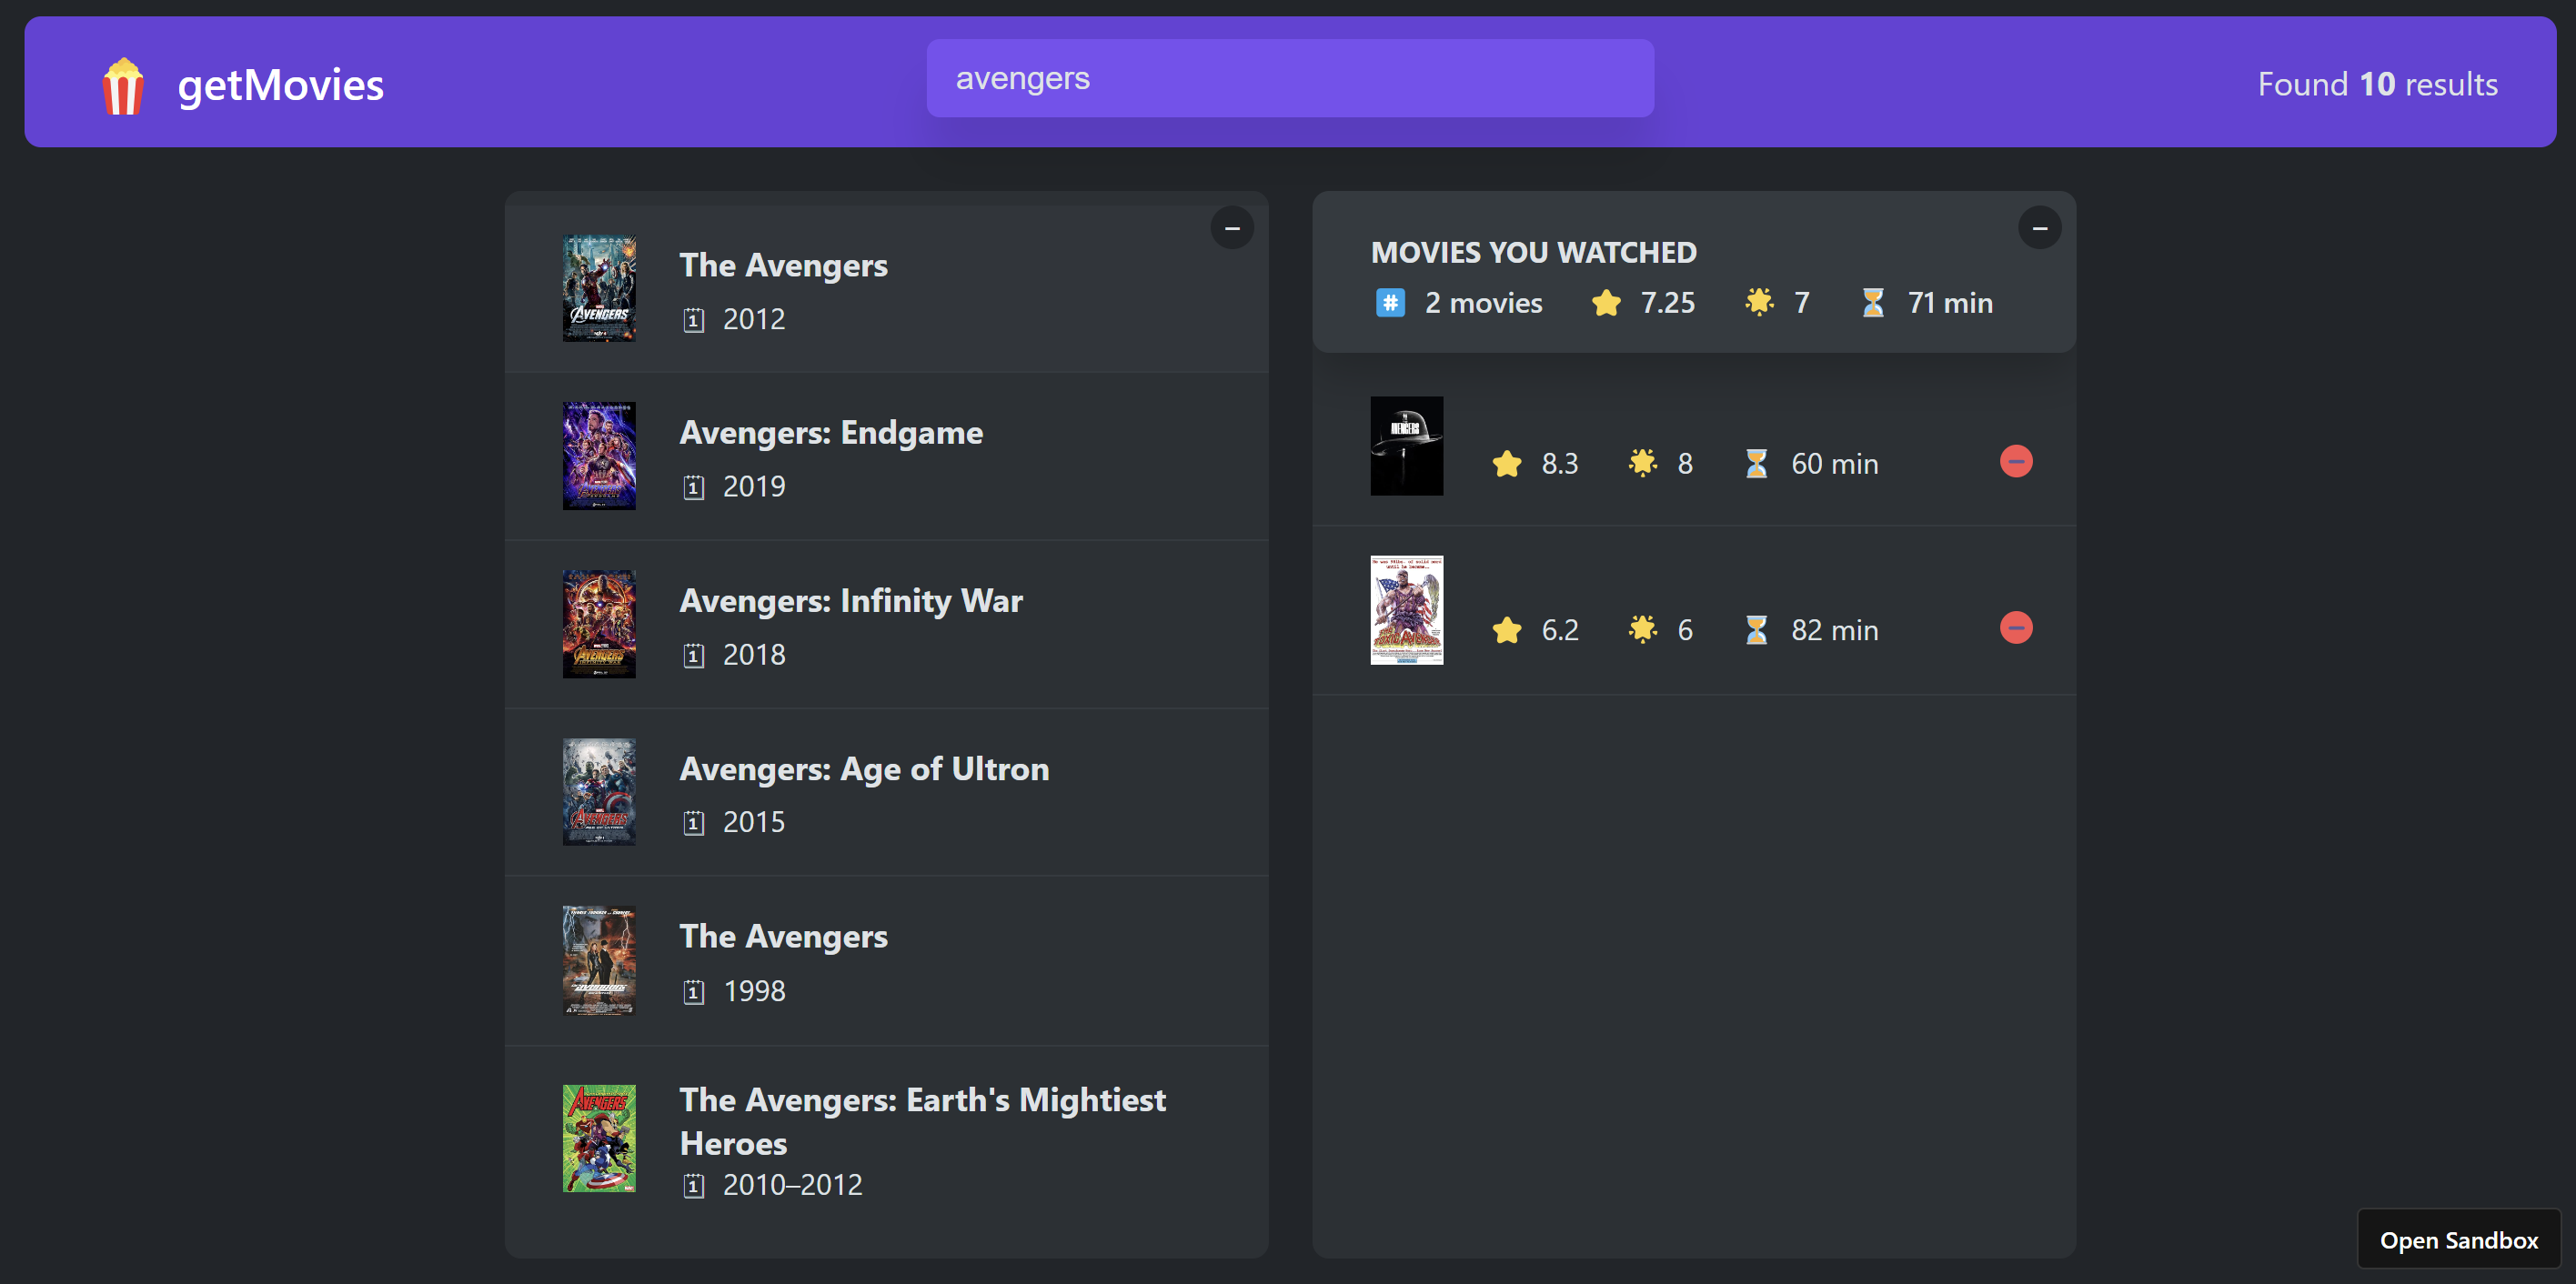 getMovies
avengers
Found 10 results
The Avengers
2012
Avengers: Endgame
2019
Avengers: Infinity War
2018
Avengers: Age of Ultron
2015
The Avengers
1998
The Avengers: Earth's Mightiest
Heroes
2010–2012
MOVIES YOU WATCHED
# 2 movies 7.25 7 71 min
AVENGERS
8.3 8 60 min
6.2 6 82 min
Open Sandbox